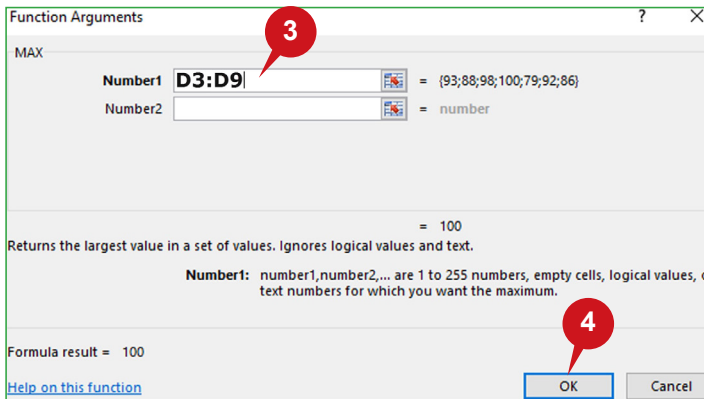 Function Arguments ? X
3
MAX
Number1 D3:D9 = {93;88;98;100;79;92;86}
Number2 = number
= 100
Returns the largest value in a set of values. Ignores logical values and text.
Number1: number1,number2,... are 1 to 255 numbers, empty cells, logical values,
text numbers for which you want the maximum.
4
Formula result = 100
Help on this function OK Cancel